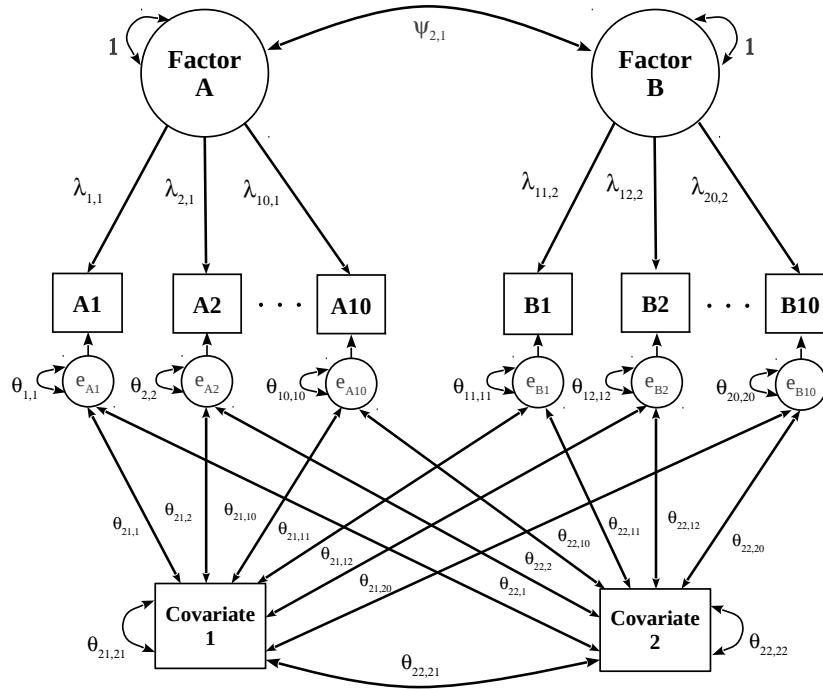 1
Factor
A
ψ2,1
Factor
B
1
λ1,1
λ2,1
λ10,1
λ11,2
λ12,2
λ20,2
A1
A2
. . .
A10
B1
B2
. . .
B10
θ1,1
eA1
θ2,2
eA2
θ10,10
eA10
θ11,11
eB1
θ12,12
eB2
θ20,20
eB10
θ21,1
θ21,2
θ21,10
θ21,11
θ21,12
θ21,20
θ22,1
θ22,2
θ22,10
θ22,11
θ22,12
θ22,20
θ21,21
Covariate
1
θ22,21
Covariate
2
θ22,22